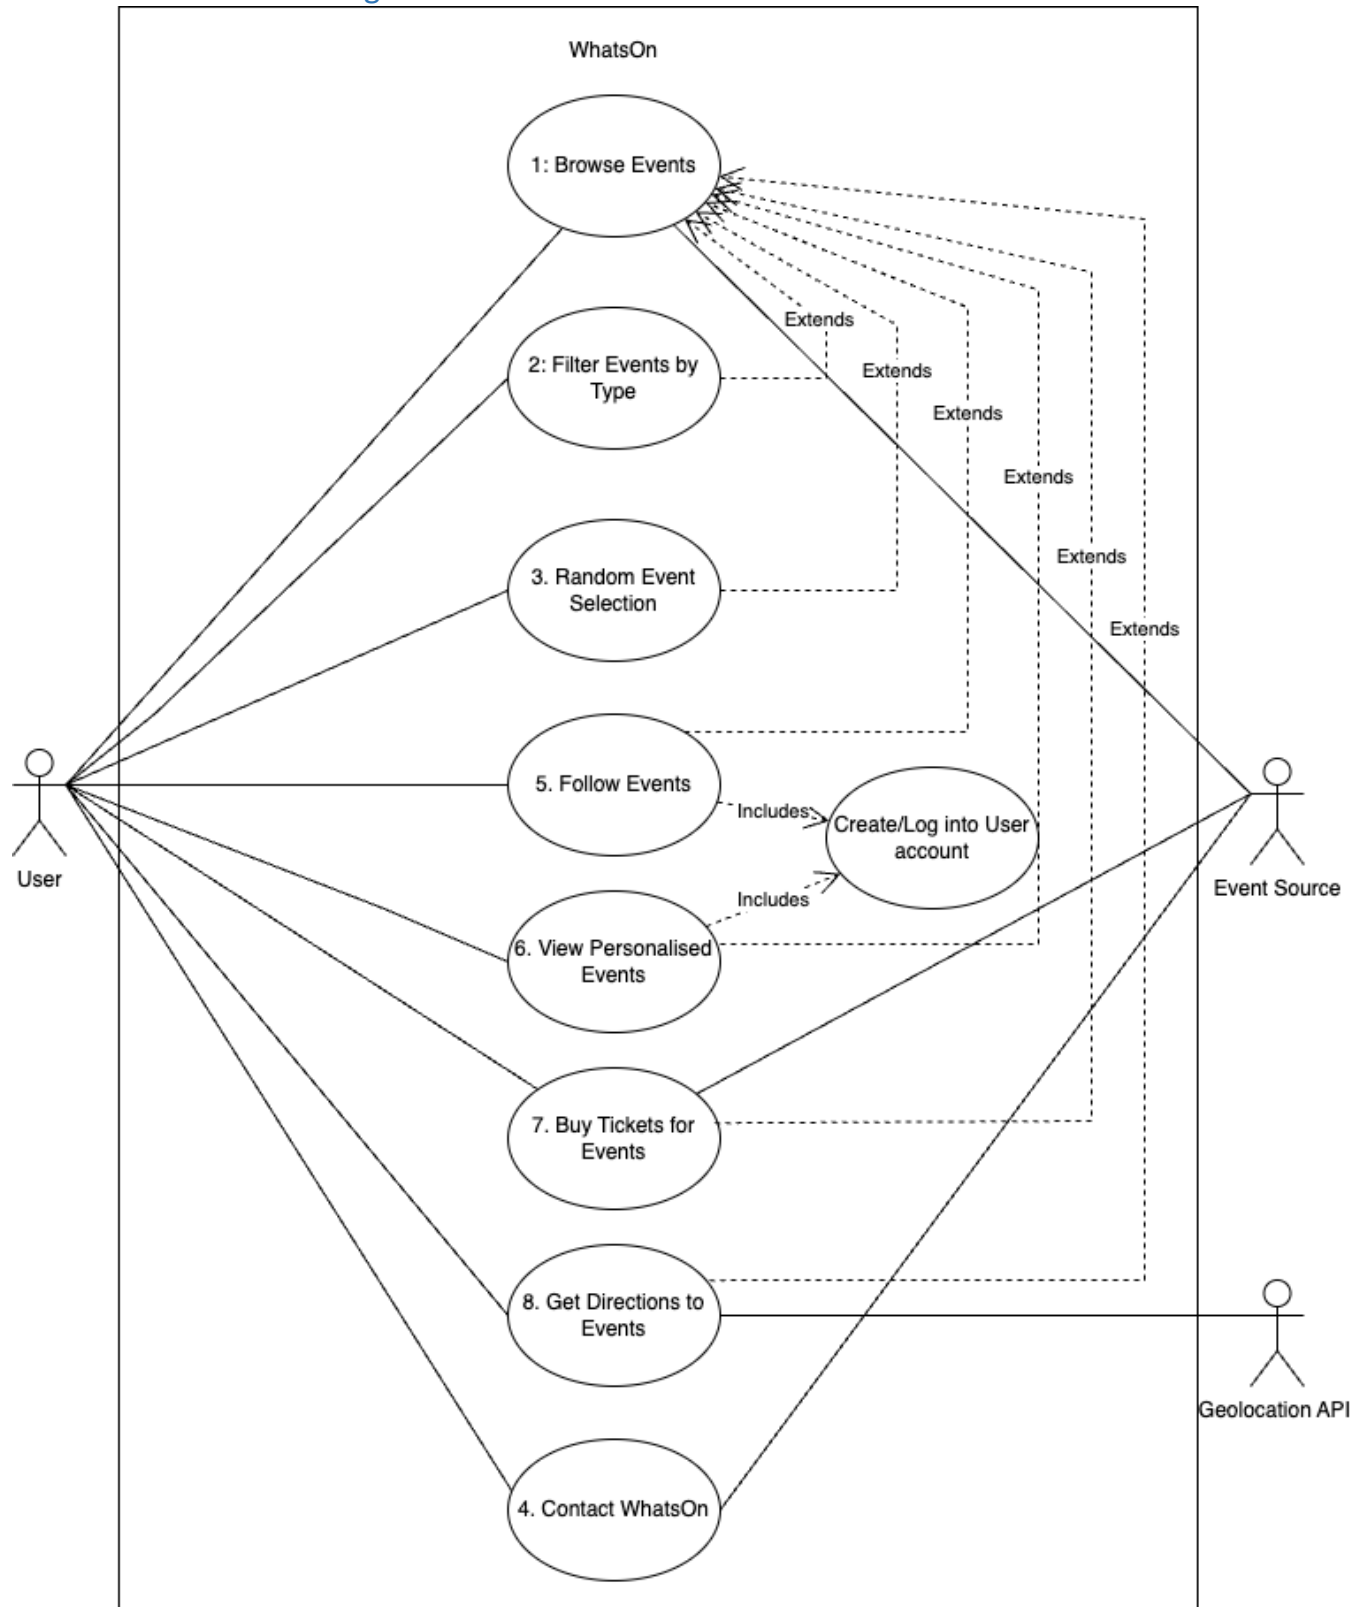 WhatsOn
1: Browse Events
Extends
2: Filter Events by
Type
Extends
Extends
Extends
Extends
3. Random Event
Selection
Extends
5. Follow Events
Includes
Create/Log into User
account
User
Event Source
Includes
6. View Personalised
Events
7. Buy Tickets for
Events
8. Get Directions to
Events
Geolocation API
4. Contact WhatsOn